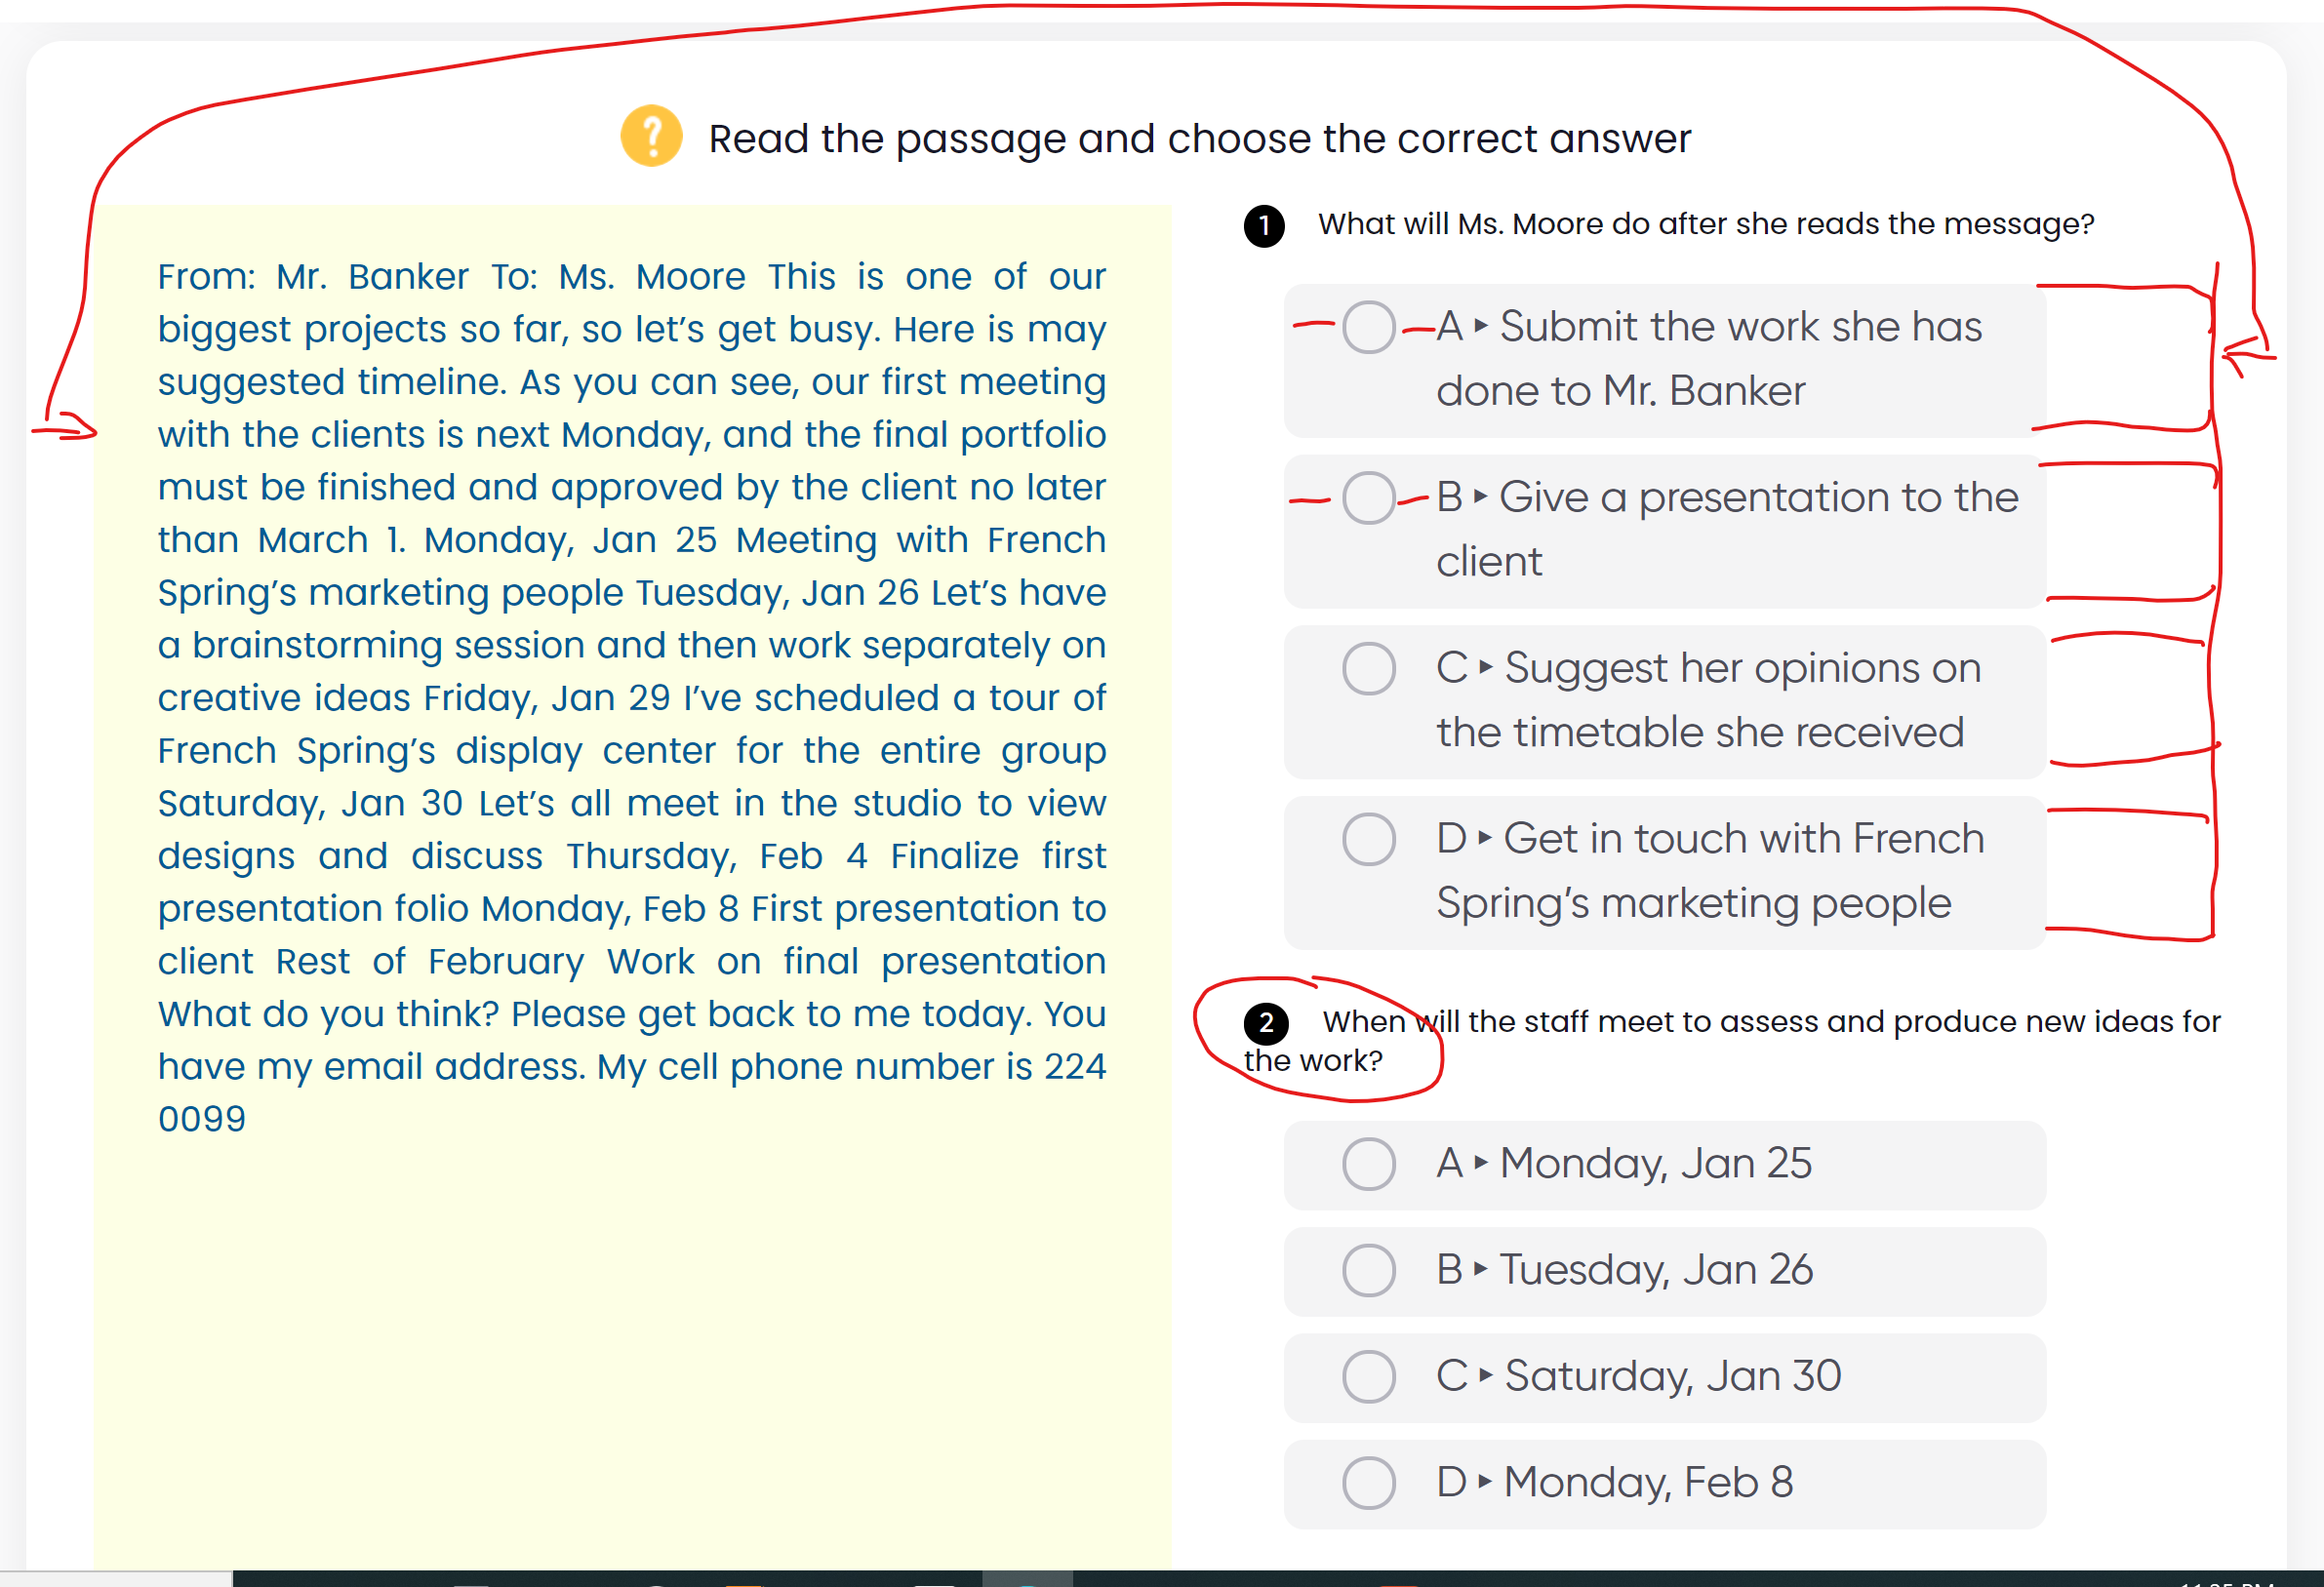 Read the passage and choose the correct answer
From: Mr. Banker To: Ms. Moore This is one of our
biggest projects so far, so let’s get busy. Here is may
suggested timeline. As you can see, our first meeting
with the clients is next Monday, and the final portfolio
must be finished and approved by the client no later
than March 1. Monday, Jan 25 Meeting with French
Spring’s marketing people Tuesday, Jan 26 Let’s have
a brainstorming session and then work separately on
creative ideas Friday, Jan 29 I’ve scheduled a tour of
French Spring’s display center for the entire group
Saturday, Jan 30 Let’s all meet in the studio to view
designs and discuss Thursday, Feb 4 Finalize first
presentation folio Monday, Feb 8 First presentation to
client Rest of February Work on final presentation
What do you think? Please get back to me today. You
have my email address. My cell phone number is 224
0099
1 What will Ms. Moore do after she reads the message?
A ▸ Submit the work she has
done to Mr. Banker
B ▸ Give a presentation to the
client
C ▸ Suggest her opinions on
the timetable she received
D ▸ Get in touch with French
Spring’s marketing people
2 When will the staff meet to assess and produce new ideas for
the work?
A ▸ Monday, Jan 25
B ▸ Tuesday, Jan 26
C ▸ Saturday, Jan 30
D ▸ Monday, Feb 8